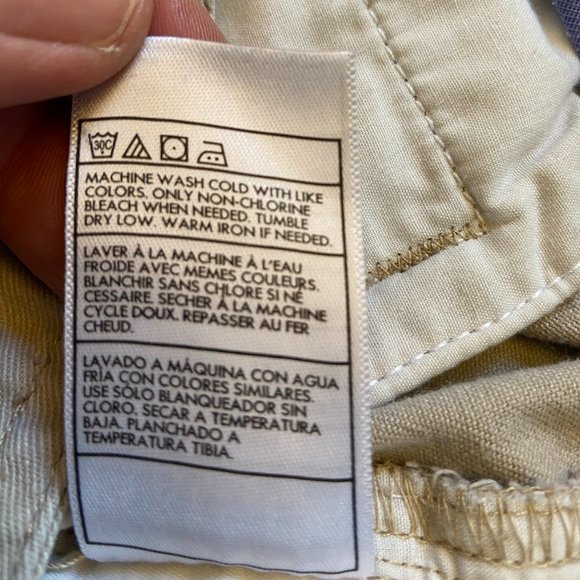 30C
MACHINE WASH COLD WITH LIKE
COLORS. ONLY NON-CHLORINE
BLEACH WHEN NEEDED. TUMBLE
DRY LOW. WARM IRON IF NEEDED.
LAVER À LA MACHINE À L'EAU
FROIDE AVEC MEMES COULEURS.
BLANCHIR SANS CHLORE SI NÉ
CESSAIRE. SECHER À LA MACHINE
CYCLE DOUX. REPASSER AU FER
CHEUD.
LAVADO A MÁQUINA CON AGUA
FRÍA CON COLORES SIMILARES.
USE SÓLO BLANQUEADOR SIN
CLORO. SECAR A TEMPERATURA
BAJA. PLANCHADO A
TEMPERATURA TIBIA.